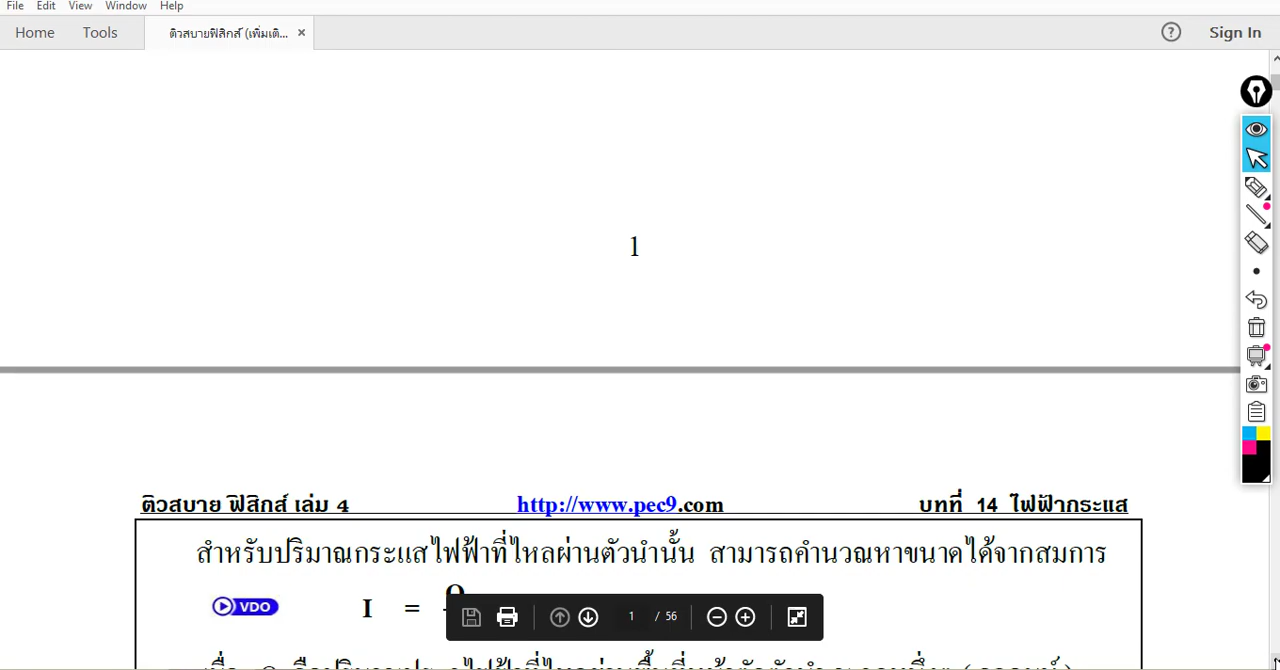 File Edit View Window Help
Home Tools ติวสบายฟิสิกส์ (เพิ่มเติ... × ? Sign In
1
ติวสบาย ฟิสิกส์ เล่ม 4 http://www.pec9.com บทที่ 14 ไฟฟ้ากระแส
สำหรับปริมาณกระแสไฟฟ้าที่ไหลผ่านตัวนำนั้น สามารถคำนวณหาขนาดได้จากสมการ
VDO I = Q
1 / 56